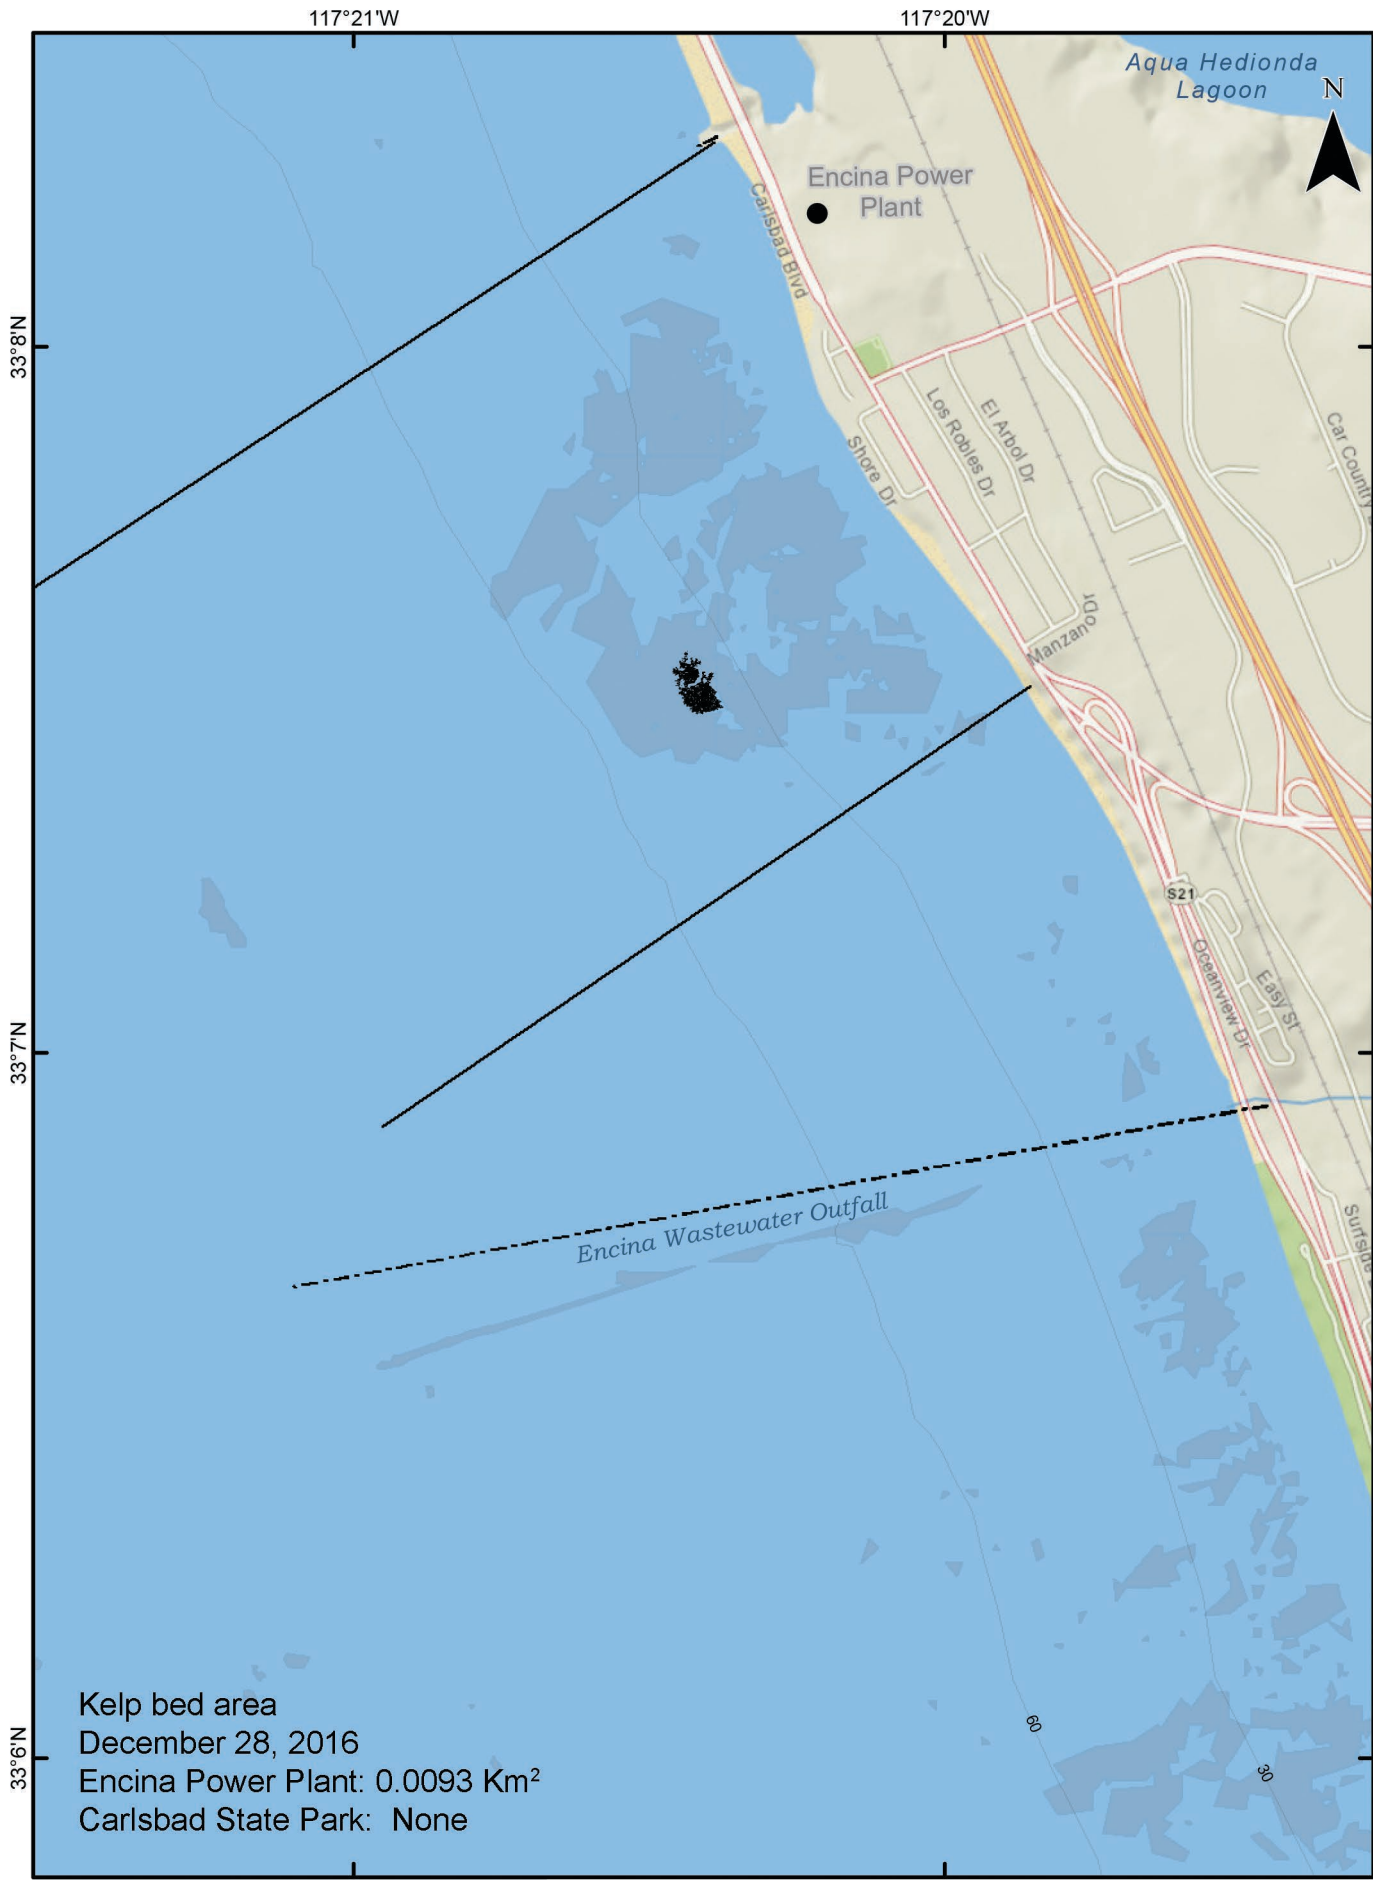 117°21'W
117°20'W
Aqua Hedionda
Lagoon
N
Encina Power
Plant
Carlsbad Blvd
33°8'N
Los Robles Dr
El Arbol Dr
Shore Dr
Car Country
Manzano Dr
S21
Oceanview Dr
Easy St
33°7'N
Encina Wastewater Outfall
Surfside
60
30
33°6'N
Kelp bed area
December 28, 2016
Encina Power Plant: 0.0093 Km²
Carlsbad State Park: None